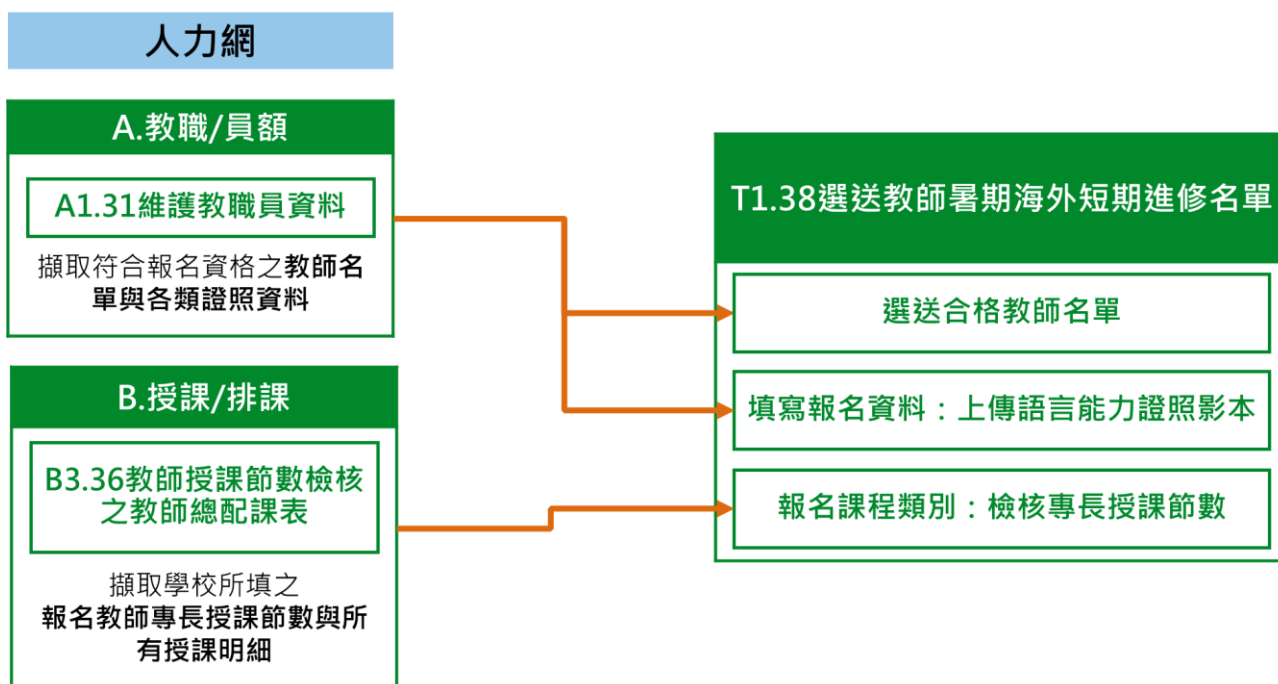 人力網
A.教職/員額
A1.31維護教職員資料
擷取符合報名資格之教師名
單與各類證照資料
B.授課/排課
B3.36教師授課節數檢核
之教師總配課表
擷取學校所填之
報名教師專長授課節數與所
有授課明細
T1.38選送教師暑期海外短期進修名單
選送合格教師名單
填寫報名資料：上傳語言能力證照影本
報名課程類別：檢核專長授課節數